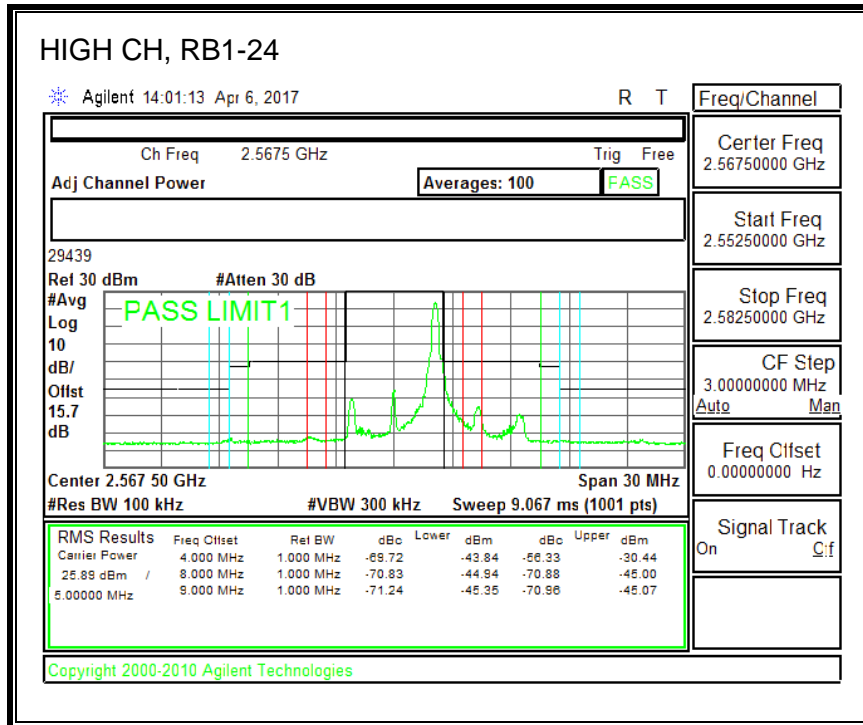 HIGH CH, RB1-24
Agilent 14:01:13 Apr 6, 2017 R T
Freq/Channel
Ch Freq 2.5675 GHz Trig Free
Adj Channel Power Averages: 100 PASS
Center Freq
2.56750000 GHz
Start Freq
2.55250000 GHz
Stop Freq
2.58250000 GHz
CF Step
3.00000000 MHz
Auto Man
Freq Offset
0.00000000 Hz
Signal Track
On Off
29439
Ref 30 dBm #Atten 30 dB
#Avg
Log
10
dB/
Offst
15.7
dB
PASS LIMIT1
Center 2.567 50 GHz Span 30 MHz
#Res BW 100 kHz #VBW 300 kHz Sweep 9.067 ms (1001 pts)
RMS Results Freq Offset Ref BW dBc Lower dBm dBc Upper dBm
Carrier Power 4.000 MHz 1.000 MHz -69.72 -43.84 -56.33 -30.44
25.89 dBm / 8.000 MHz 1.000 MHz -70.83 -44.94 -70.88 -45.00
5.00000 MHz 9.000 MHz 1.000 MHz -71.24 -45.35 -70.96 -45.07
Copyright 2000-2010 Agilent Technologies